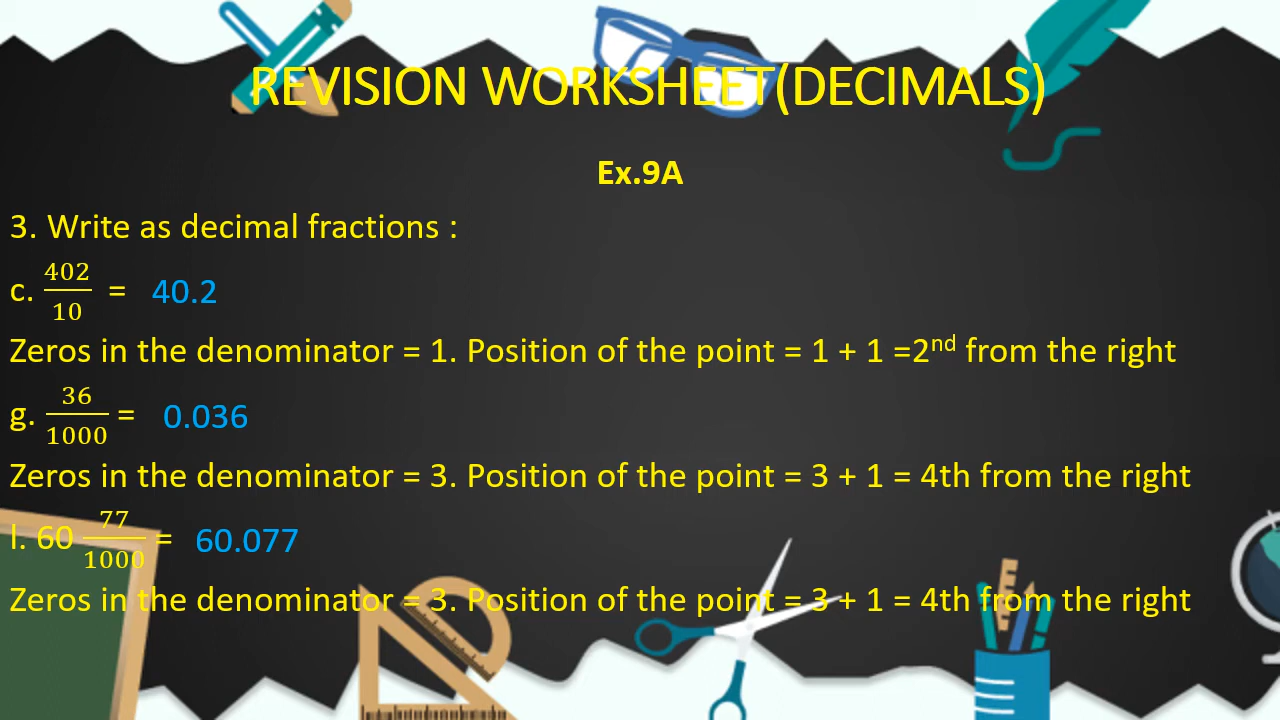 REVISION WORKSHEET(DECIMALS)
Ex.9A
3. Write as decimal fractions :
c. 402/10 = 40.2
Zeros in the denominator = 1. Position of the point = 1 + 1 =2nd from the right
g. 36/1000 = 0.036
Zeros in the denominator = 3. Position of the point = 3 + 1 = 4th from the right
l. 60 77/1000 = 60.077
Zeros in the denominator = 3. Position of the point = 3 + 1 = 4th from the right